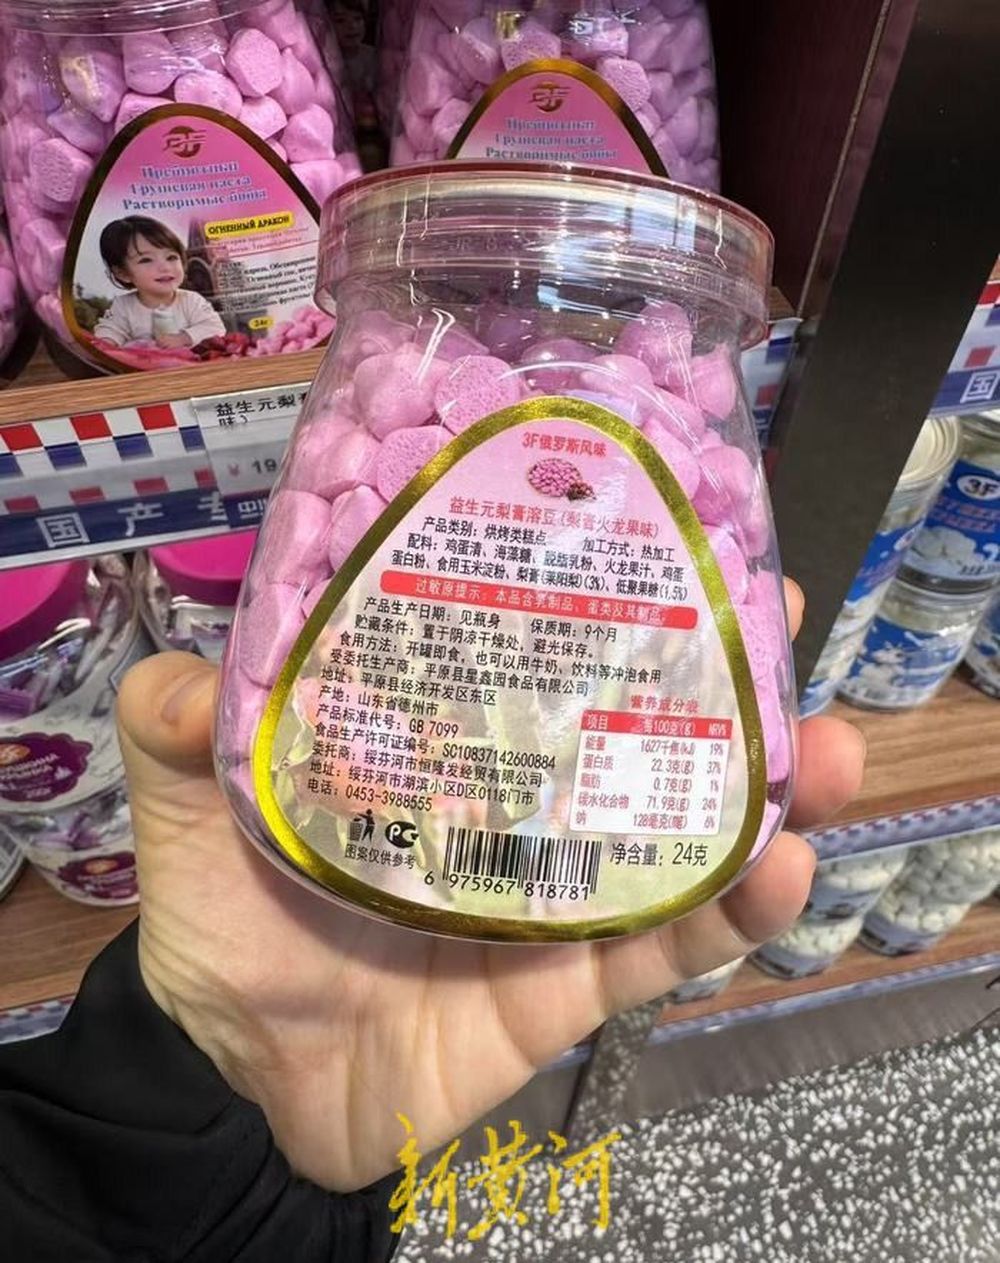 3F
Пребиотики
Грушевая паста
Растворимые бобы
ОГНЕННЫЙ ДРАКОН
24г
3F
Пребиотики
Грушевая паста
Растворимые бобы
益生元梨膏
味)
¥ 19
国 产 专
国
3F
3F俄罗斯风味
益生元梨膏溶豆(梨膏火龙果味)
产品类别：烘烤类糕点 加工方式：热加工
配料：鸡蛋清、海藻糖、脱脂乳粉、火龙果汁、鸡蛋
蛋白粉、食用玉米淀粉、梨膏(莱阳梨)(3%)、低聚果糖(1.5%)
过敏原提示：本品含乳制品、蛋类及其制品。
产品生产日期：见瓶身 保质期：9个月
贮藏条件：置于阴凉干燥处，避光保存。
食用方法：开罐即食，也可以用牛奶、饮料等冲泡食用
受委托生产商：平原县星鑫园食品有限公司
地址：平原县经济开发区东区
产地：山东省德州市
产品标准代号：GB 7099
食品生产许可证编号：SC10837142600884
委托商：绥芬河市恒隆发经贸有限公司
地址：绥芬河市湖滨小区D区0118门市
电话：0453-3988555
营养成分表
项目 每100克(g) NRV%
能量 1627千焦(kJ) 19%
蛋白质 22.3克(g) 37%
脂肪 0.7克(g) 1%
碳水化合物 71.9克(g) 24%
钠 128毫克(mg) 6%
图案仅供参考
6 975967 818781
净含量：24克
新黄河